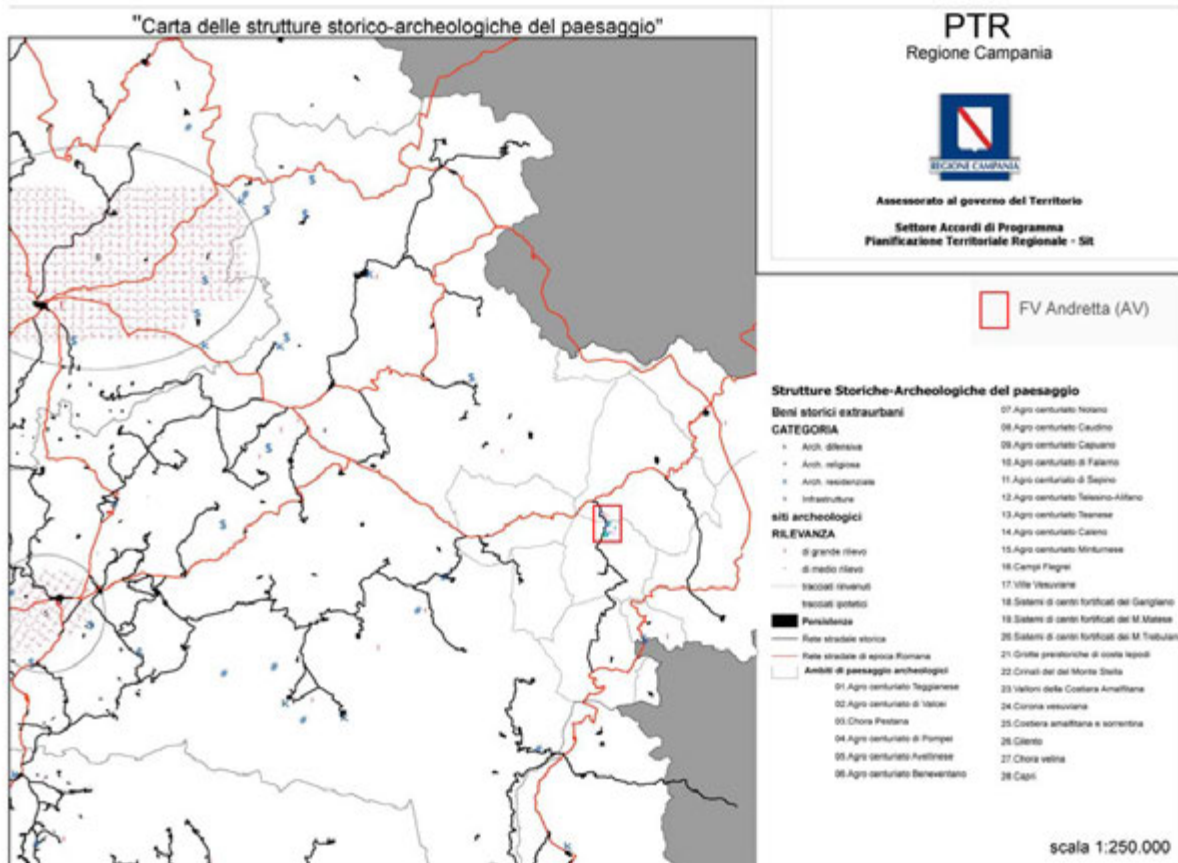 "Carta delle strutture storico-archeologiche del paesaggio"
PTR
Regione Campania
REGIONE CAMPANIA
Assessorato al governo del Territorio
Settore Accordi di Programma
Pianificazione Territoriale Regionale - Sit
FV Andretta (AV)
Strutture Storiche-Archeologiche del paesaggio
Beni storici extraurbani
CATEGORIA
Arch. difensiva
Arch. religiosa
Arch. residenziale
Infrastrutture
siti archeologici
RILEVANZA
di grande rilievo
di medio rilievo
tracciati rinvenuti
tracciati ipotetici
Persistenze
Rete stradale storica
Rete stradale di epoca Romana
Ambiti di paesaggio archeologici
01.Agro centuriato Teggianese
02.Agro centuriato di Volcei
03.Chora Pestana
04.Agro centuriato di Pompei
05.Agro centuriato Avellinese
06.Agro centuriato Beneventano
07.Agro centuriato Nolano
08.Agro centuriato Caudino
09.Agro centuriato Capuano
10.Agro centuriato di Falerno
11.Agro centuriato di Sepino
12.Agro centuriato Telesino-Alifano
13.Agro centuriato Teanese
14.Agro centuriato Caleno
15.Agro centuriato Minturnese
16.Campi Flegrei
17.Ville Vesuviane
18.Sistemi di centri fortificati del Garigliano
19.Sistemi di centri fortificati del M.Matese
20.Sistemi di centri fortificati del M.Trebulani
21.Grotte preistoriche di costa
22.Crinali del del Monte Stella
23.Valloni della Costiera Amalfitana
24.Corona vesuviana
25.Costiera amalfitana e sorrentina
26.Cilento
27.Chora velina
28.Capri
scala 1:250.000